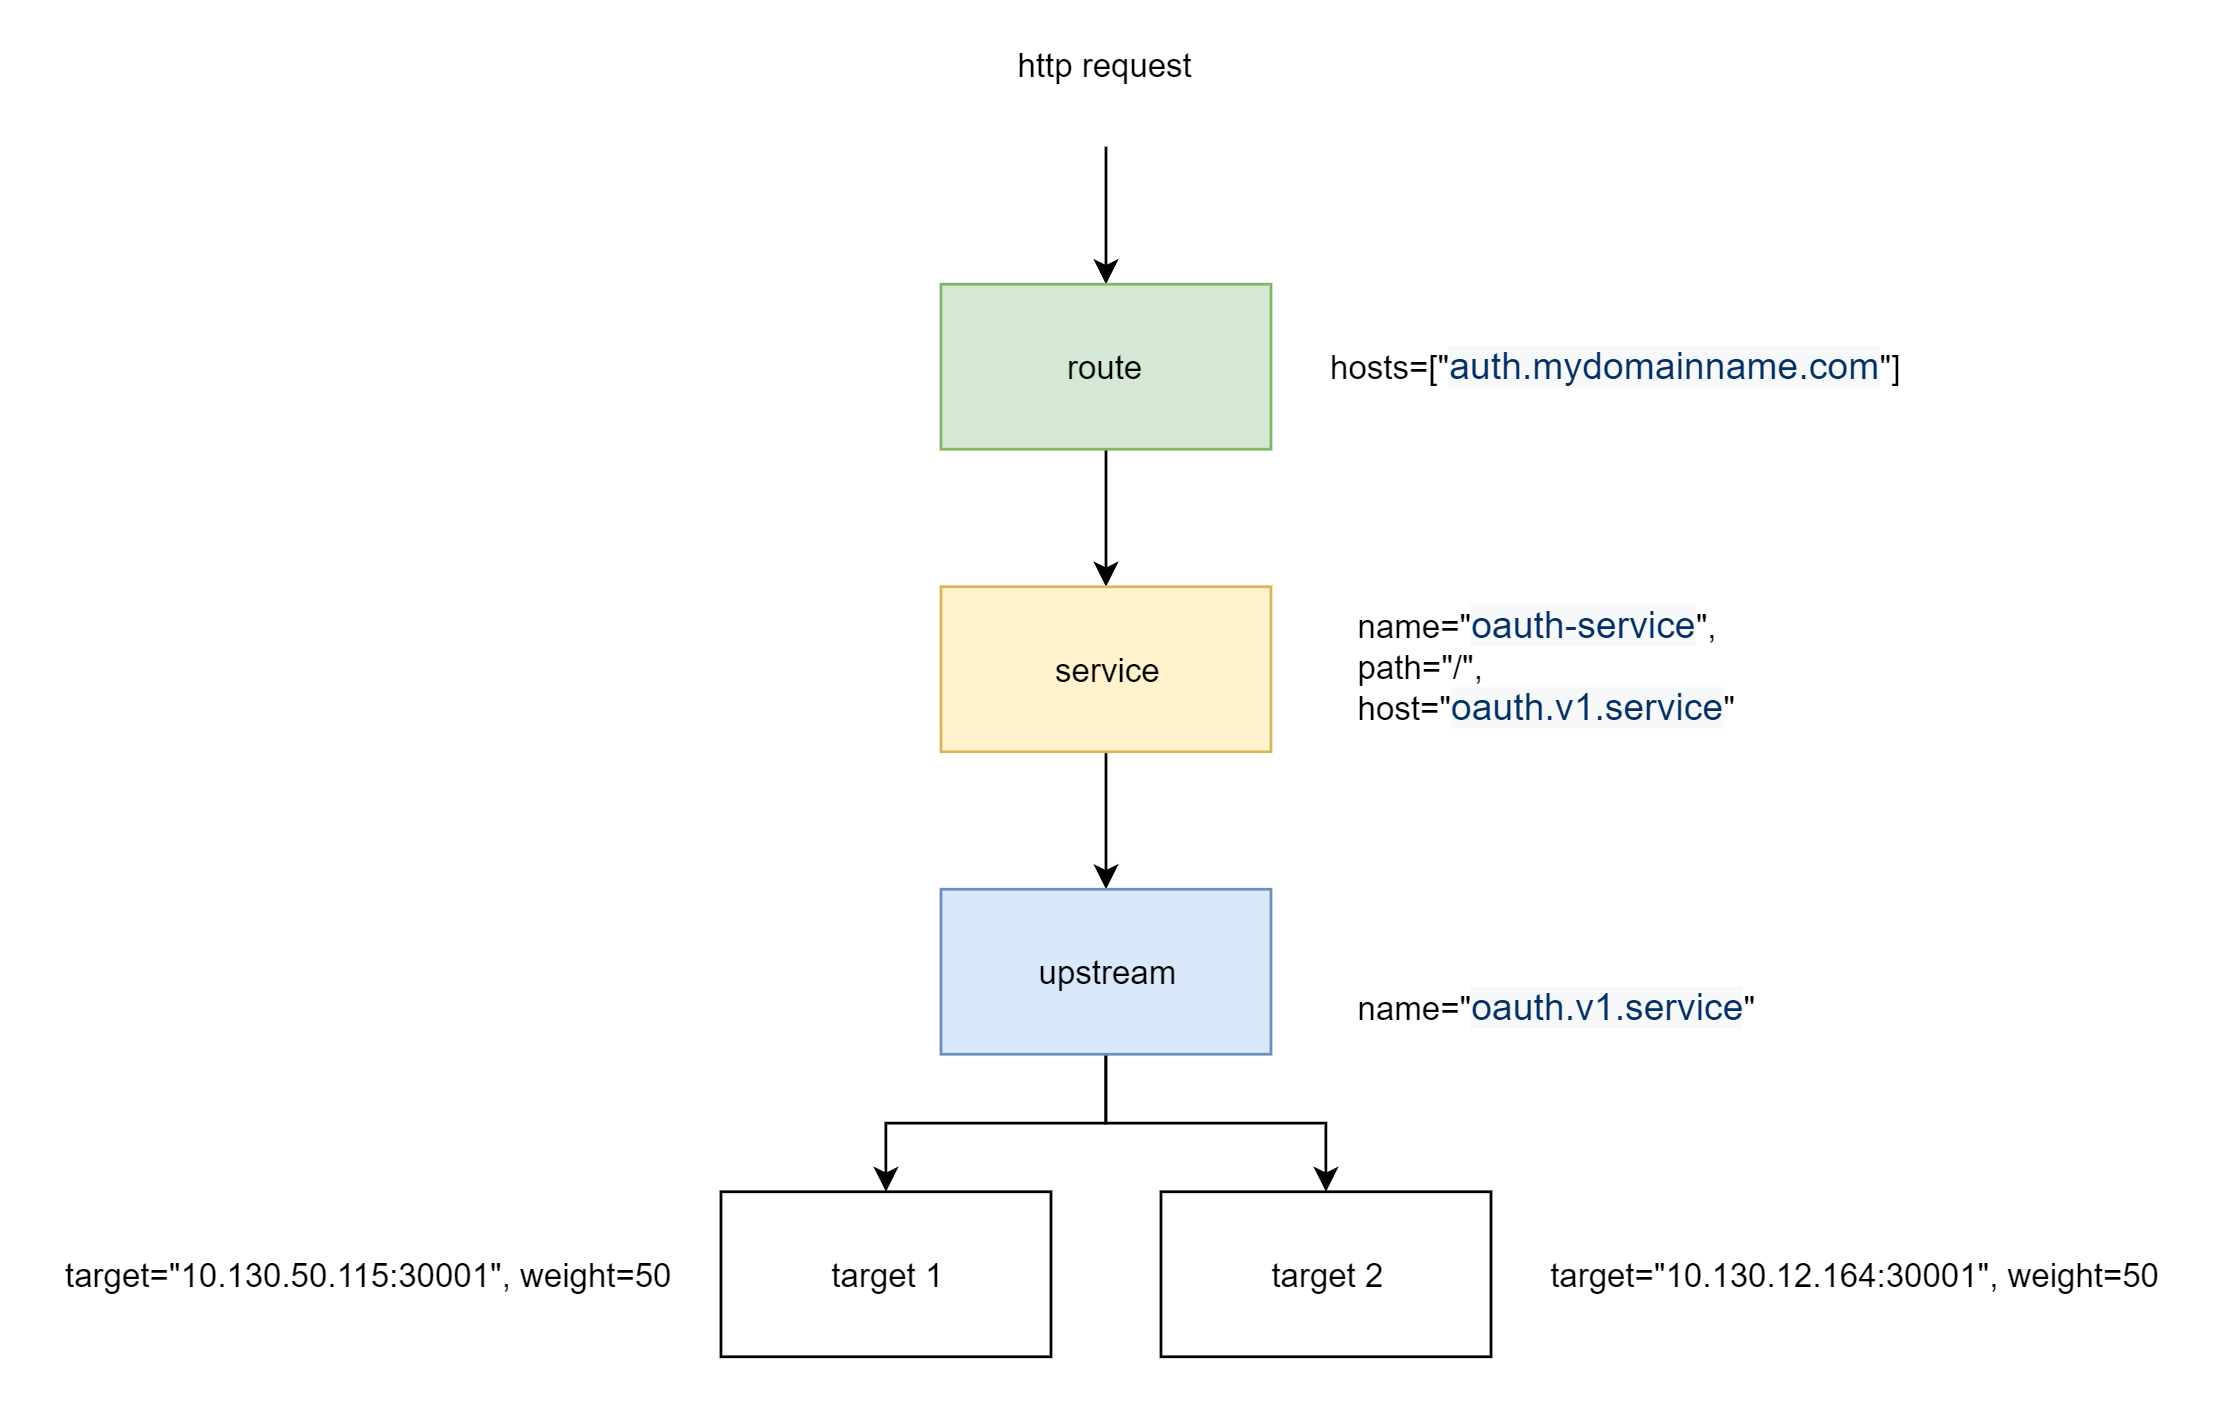 http request
route
hosts=["auth.mydomainname.com"]
service
name="oauth-service",
path="/",
host="oauth.v1.service"
upstream
name="oauth.v1.service"
target="10.130.50.115:30001", weight=50
target 1
target 2
target="10.130.12.164:30001", weight=50